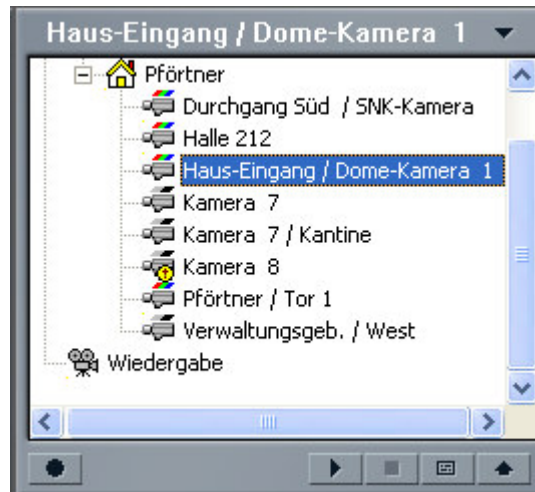 Haus-Eingang / Dome-Kamera 1
Pförtner
Durchgang Süd / SNK-Kamera
Halle 212
Haus-Eingang / Dome-Kamera 1
Kamera 7
Kamera 7 / Kantine
Kamera 8
Pförtner / Tor 1
Verwaltungsgeb. / West
Wiedergabe